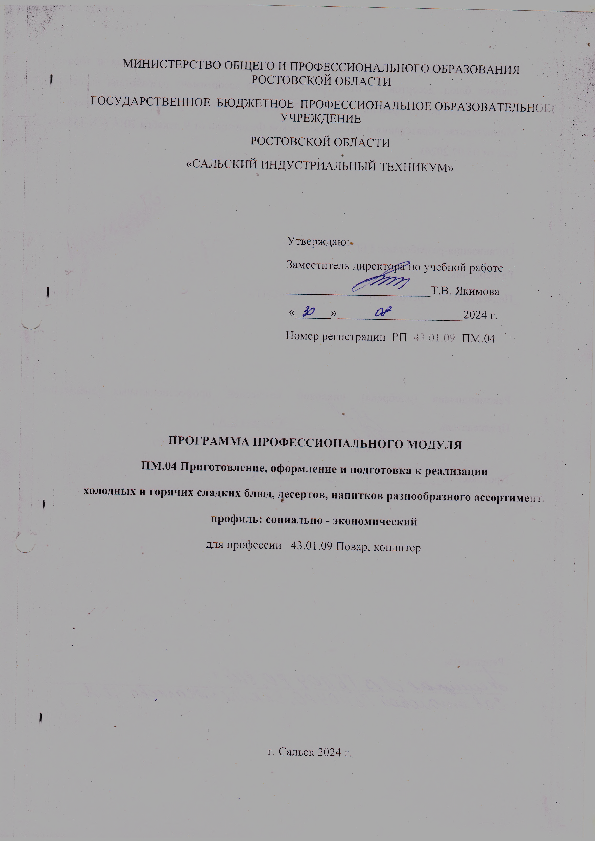 МИНИСТЕРСТВО ОБЩЕГО И ПРОФЕССИОНАЛЬНОГО ОБРАЗОВАНИЯ
РОСТОВСКОЙ ОБЛАСТИ
ГОСУДАРСТВЕННОЕ БЮДЖЕТНОЕ ПРОФЕССИОНАЛЬНОЕ ОБРАЗОВАТЕЛЬНОЕ
УЧРЕЖДЕНИЕ
РОСТОВСКОЙ ОБЛАСТИ
«САЛЬСКИЙ ИНДУСТРИАЛЬНЫЙ ТЕХНИКУМ»
Утверждаю:
Заместитель директора по учебной работе
Т.В. Якимова
« 30 » 08 2024 г.
Номер регистрации РП 43.01.09 ПМ.04
ПРОГРАММА ПРОФЕССИОНАЛЬНОГО МОДУЛЯ
ПМ.04 Приготовление, оформление и подготовка к реализации
холодных и горячих сладких блюд, десертов, напитков разнообразного ассортимент
профиль: социально - экономический
для профессии 43.01.09 Повар, кондитер
г. Сальск 2024 г.